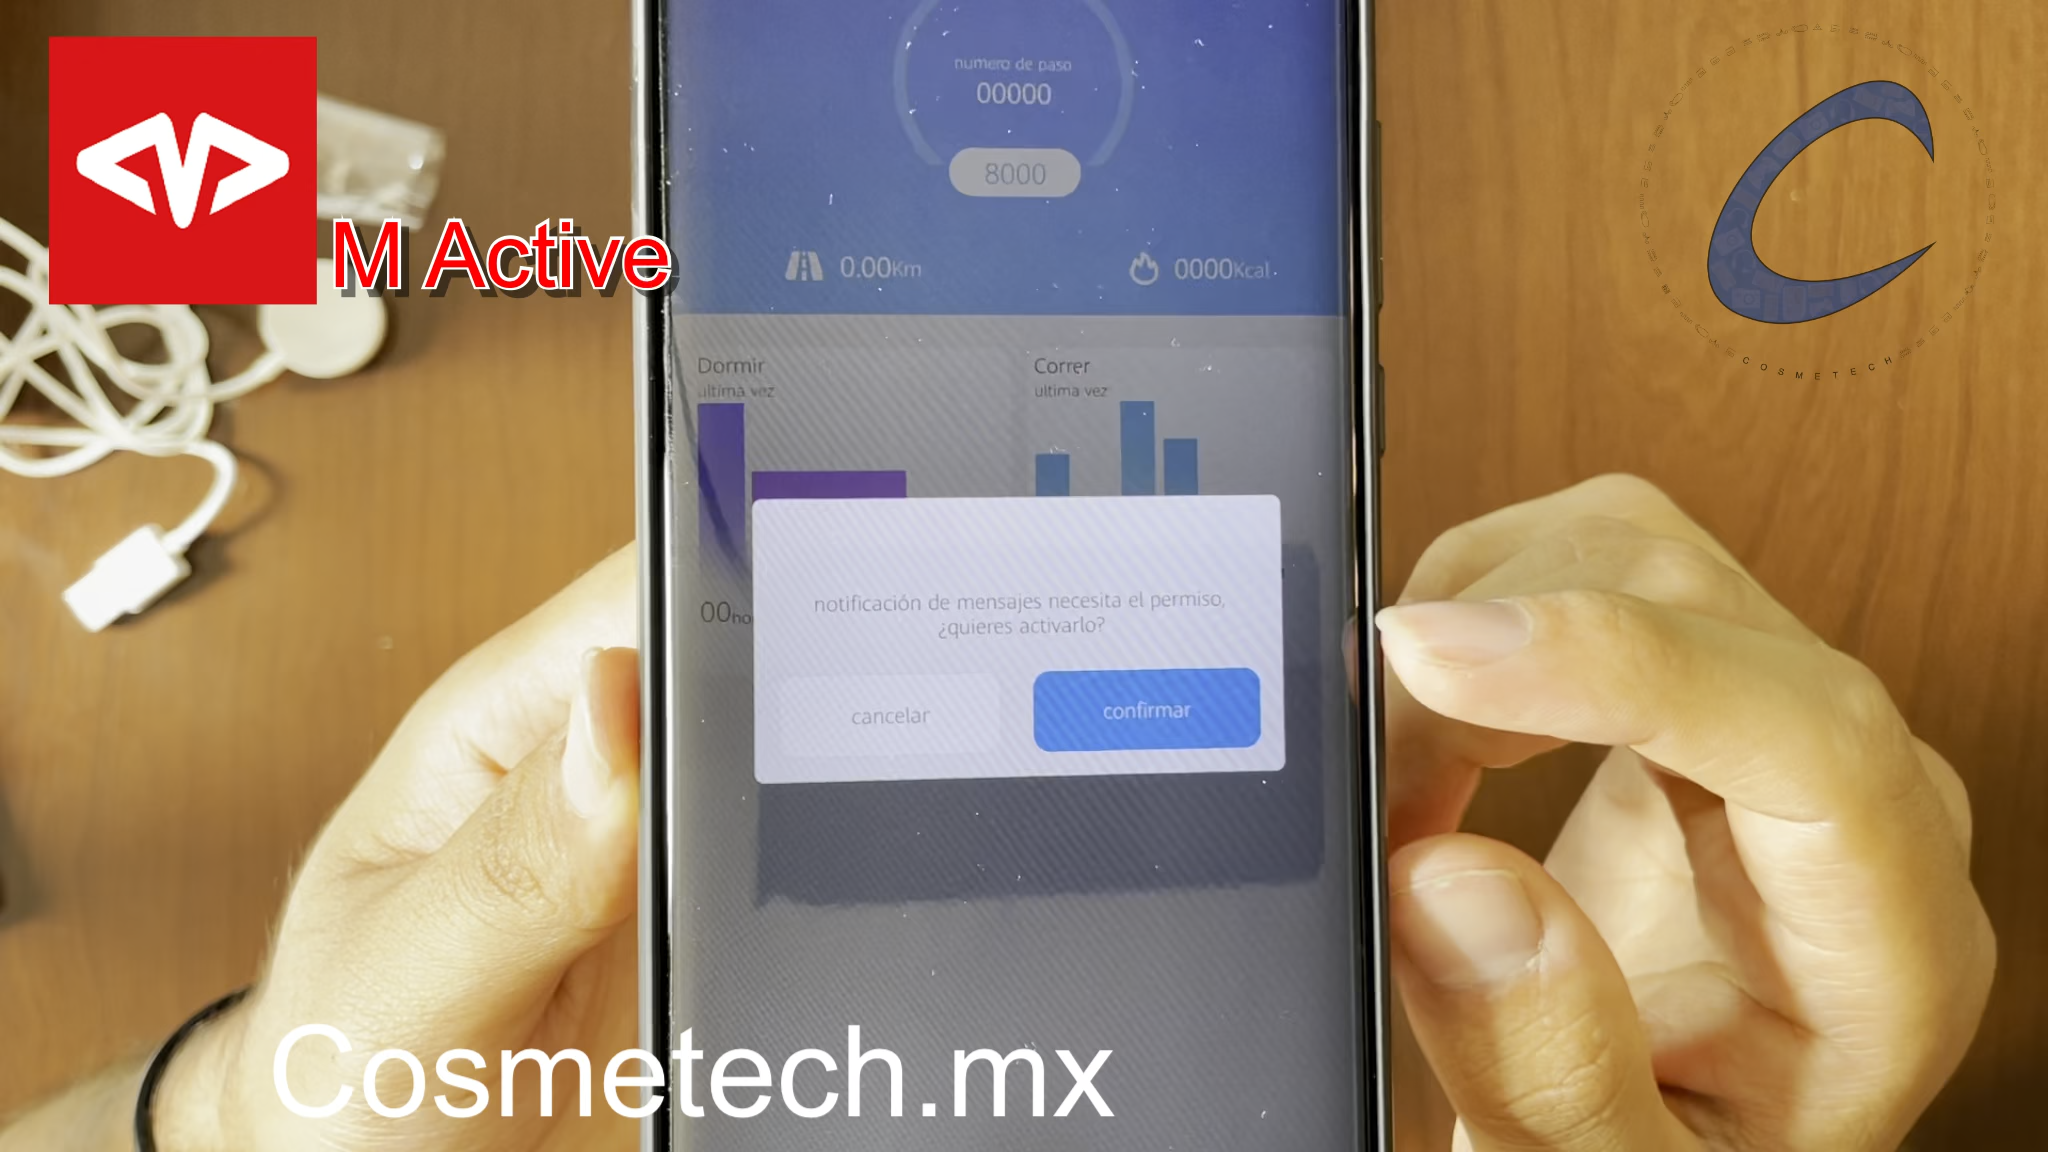 M Active
numero de paso
00000
8000
0.00Km
0000Kcal
Dormir
ultima vez
Correr
ultima vez
00ho
notificación de mensajes necesita el permiso,
¿quieres activarlo?
cancelar
confirmar
COSMETECH
Cosmetech.mx